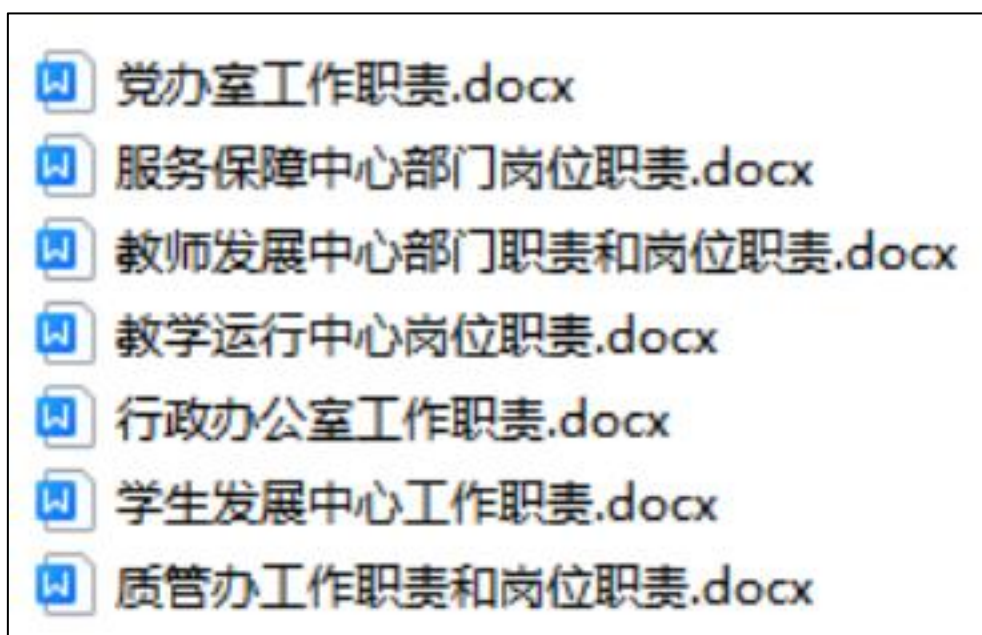 党办室工作职责.docx
服务保障中心部门岗位职责.docx
教师发展中心部门职责和岗位职责.docx
教学运行中心岗位职责.docx
行政办公室工作职责.docx
学生发展中心工作职责.docx
质管办工作职责和岗位职责.docx